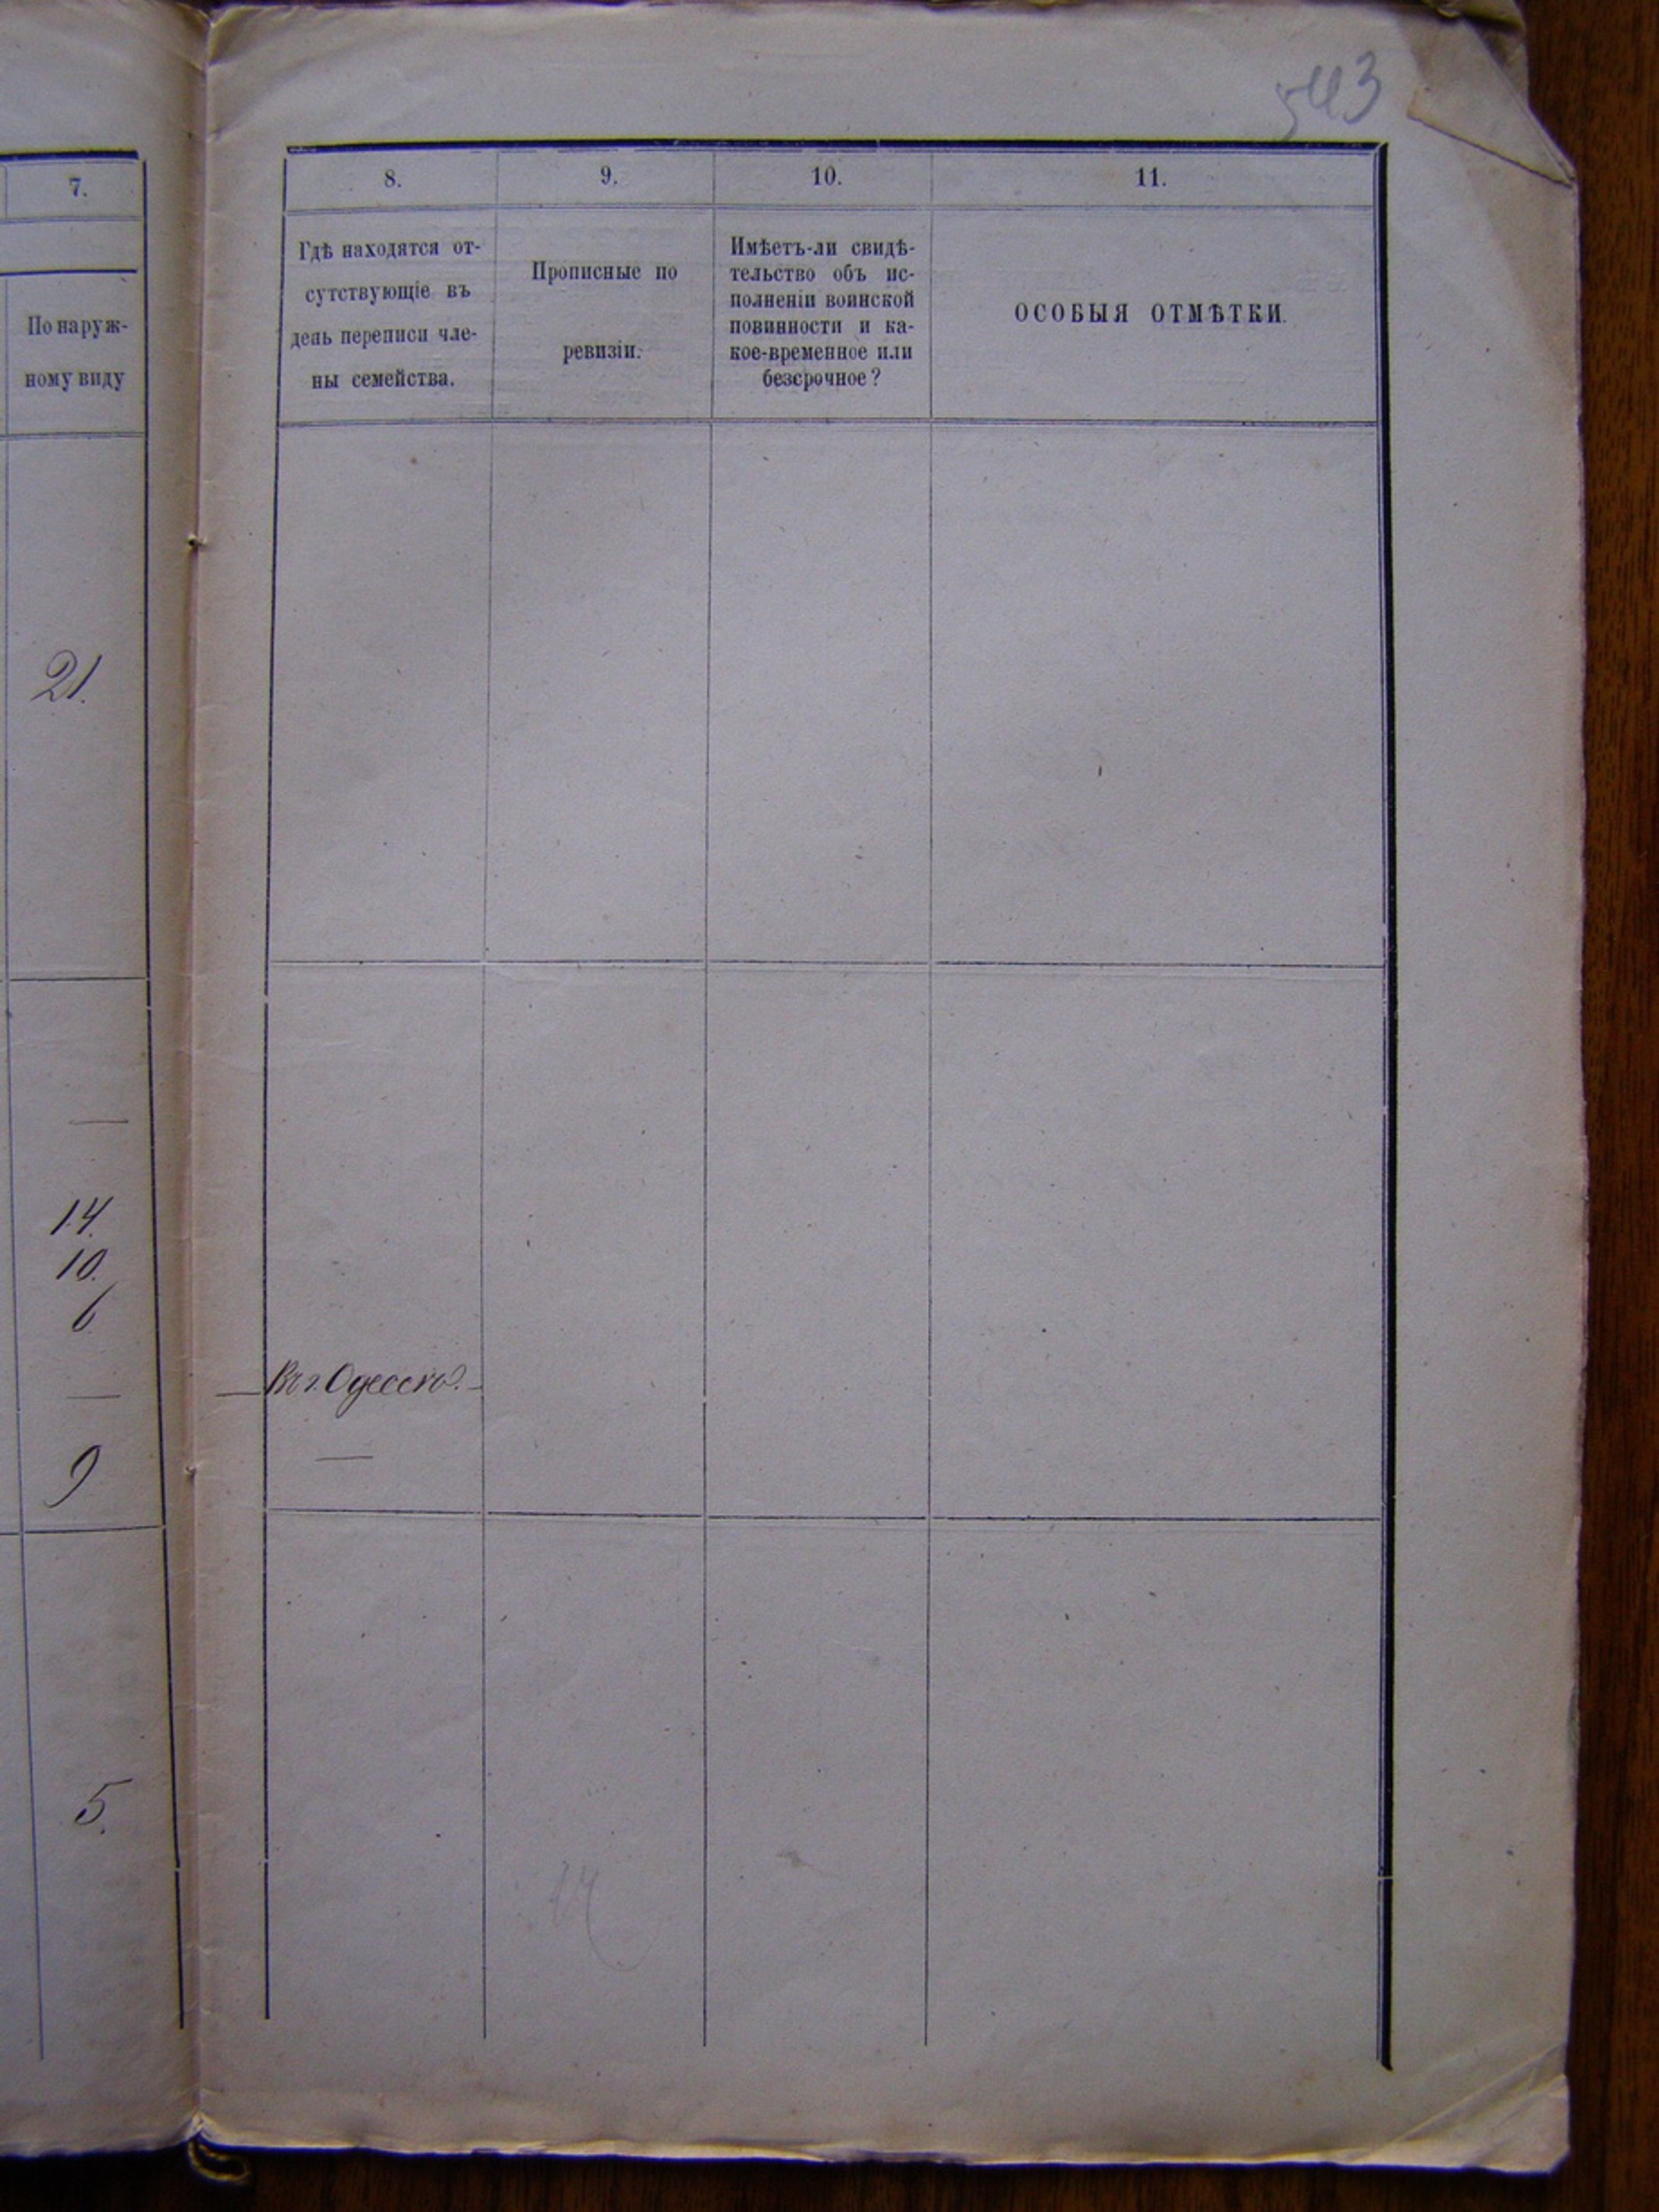 543
7.
По наруж-
ному виду
21.
14.
10.
6
9
5.
8.
9.
10.
11.
Гдѣ находятся от-
сутствующіе въ
день переписи чле-
ны семейства.
Прописные по
ревизіи.
Имѣетъ-ли свидѣ-
тельство объ ис-
полненіи воинской
повинности и ка-
кое-временное или
безсрочное?
ОСОБЫЯ ОТМѢТКИ.
Въ г. Одессѣ.